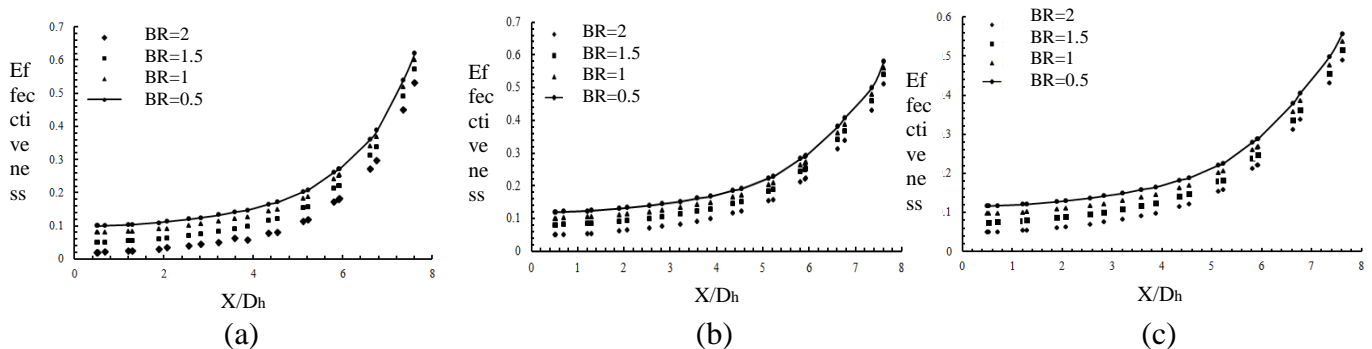 0.7
0.6
0.5
0.4
0.3
0.2
0.1
0
Ef
fec
cti
ve
ne
ss
BR=2
BR=1.5
BR=1
BR=0.5
0 2 4 6 8
X/Dh
(a)
0.7
0.6
0.5
0.4
0.3
0.2
0.1
0
Ef
fec
cti
ve
ne
ss
BR=2
BR=1.5
BR=1
BR=0.5
0 1 2 3 4 5 6 7 8
X/Dh
(b)
0.6
.5
.4
.3
.2
.1
0
Ef
fec
cti
ve
ne
ss
BR=2
BR=1.5
BR=1
BR=0.5
0 1 2 3 4 5 6 7 8
X/Dh
(c)